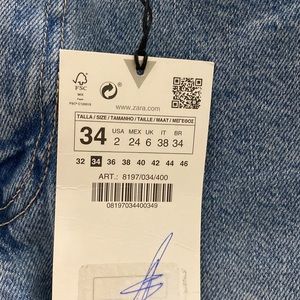 FSC
www.zara.com
TALLA / SIZE / TAMANHO / TAILLE / MAAT / ΜΕΓΕΘΟΣ
34 USA 2 MEX 24 UK 6 IT 38 BR 34
32 34 36 38 40 42 44 46
ART.: 8197/034/400
08197034400349